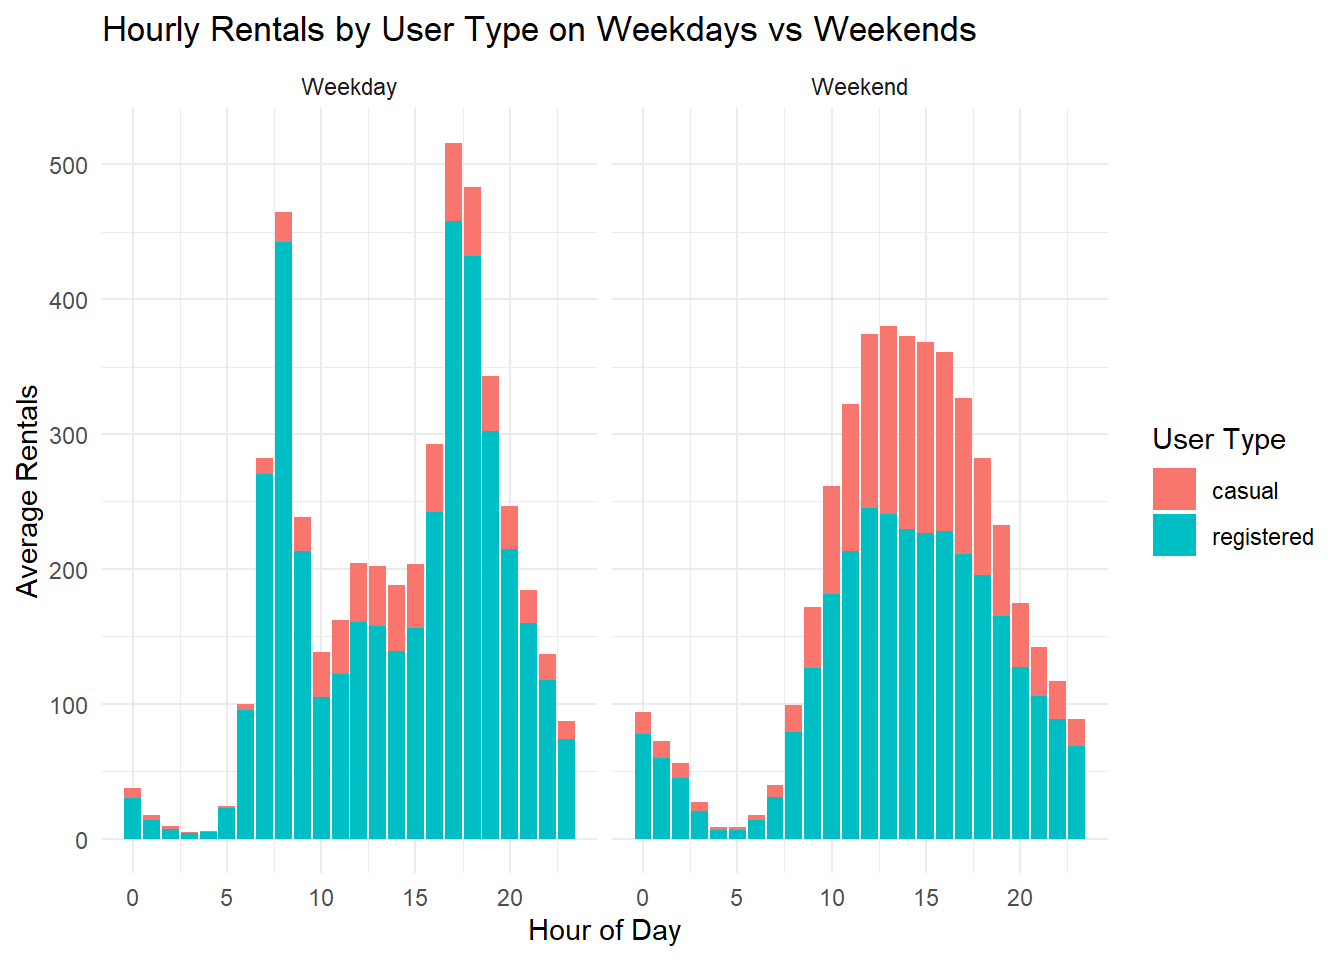 Hourly Rentals by User Type on Weekdays vs Weekends
Weekday
Weekend
Average Rentals
500
400
300
200
100
0
0 5 10 15 20
0 5 10 15 20
Hour of Day
User Type
casual
registered